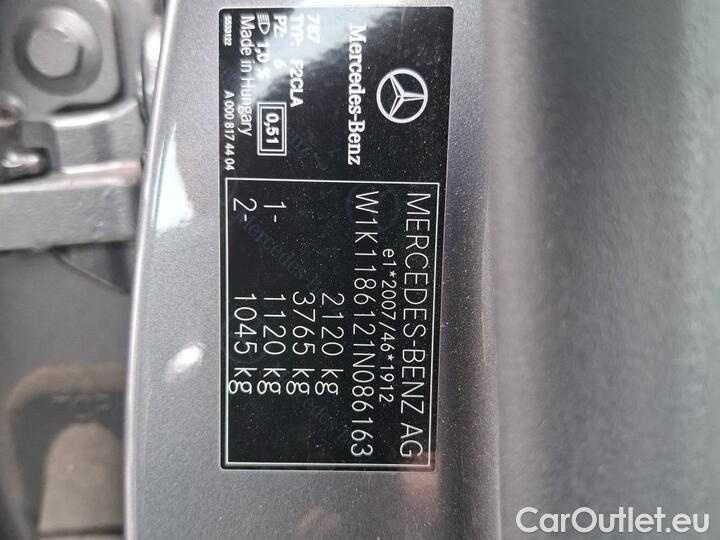 Mercedes-Benz
787
TYP: F2CLA
PZ: 6
1,0 %
0,51
Made in Hungary
A 000 817 44 04
5533122
MERCEDES-BENZ AG
e1*2007/46*1912
W1K1186121N086163
2120 kg
3765 kg
1- 1120 kg
2- 1045 kg
CarOutlet.eu